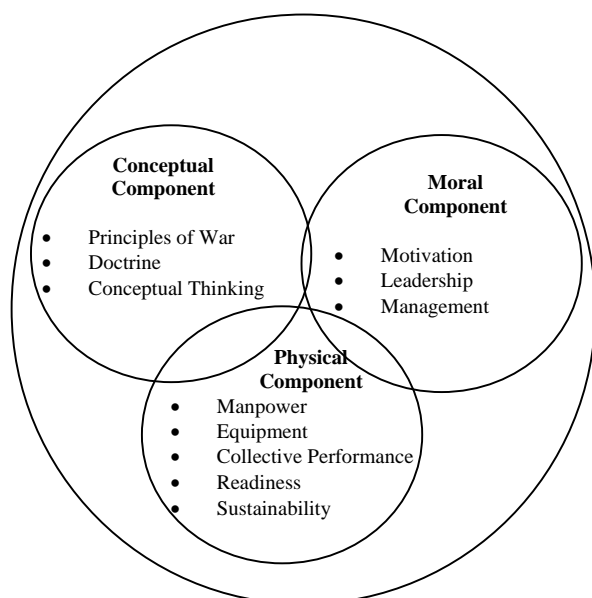 Conceptual
Component
• Principles of War
• Doctrine
• Conceptual Thinking
Moral
Component
• Motivation
• Leadership
• Management
Physical
Component
• Manpower
• Equipment
• Collective Performance
• Readiness
• Sustainability